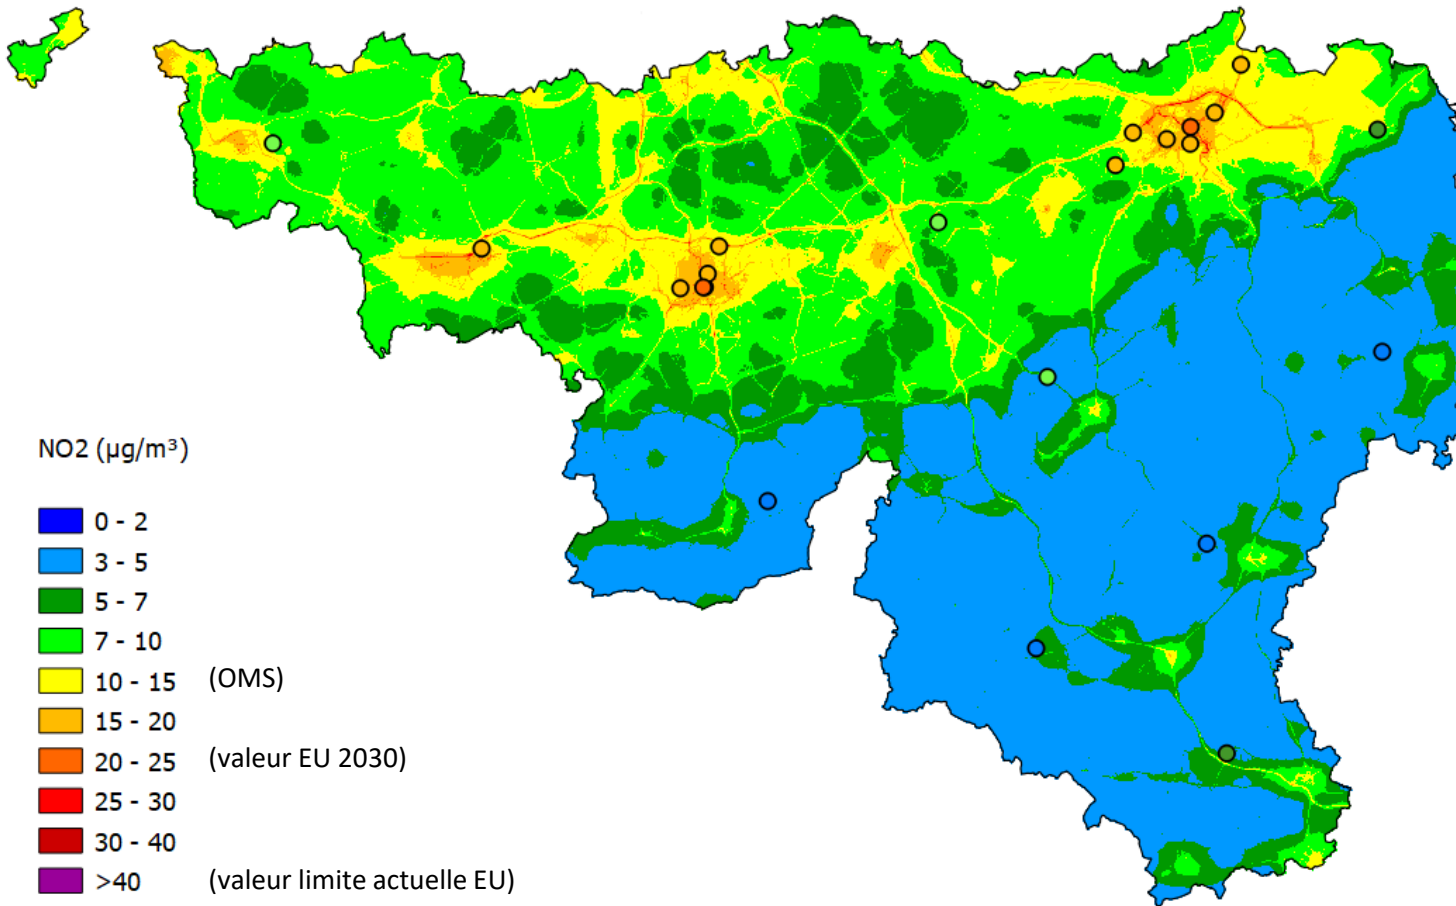 NO2 (µg/m³)
0 - 2
3 - 5
5 - 7
7 - 10
10 - 15 (OMS)
15 - 20
20 - 25 (valeur EU 2030)
25 - 30
30 - 40
>40 (valeur limite actuelle EU)